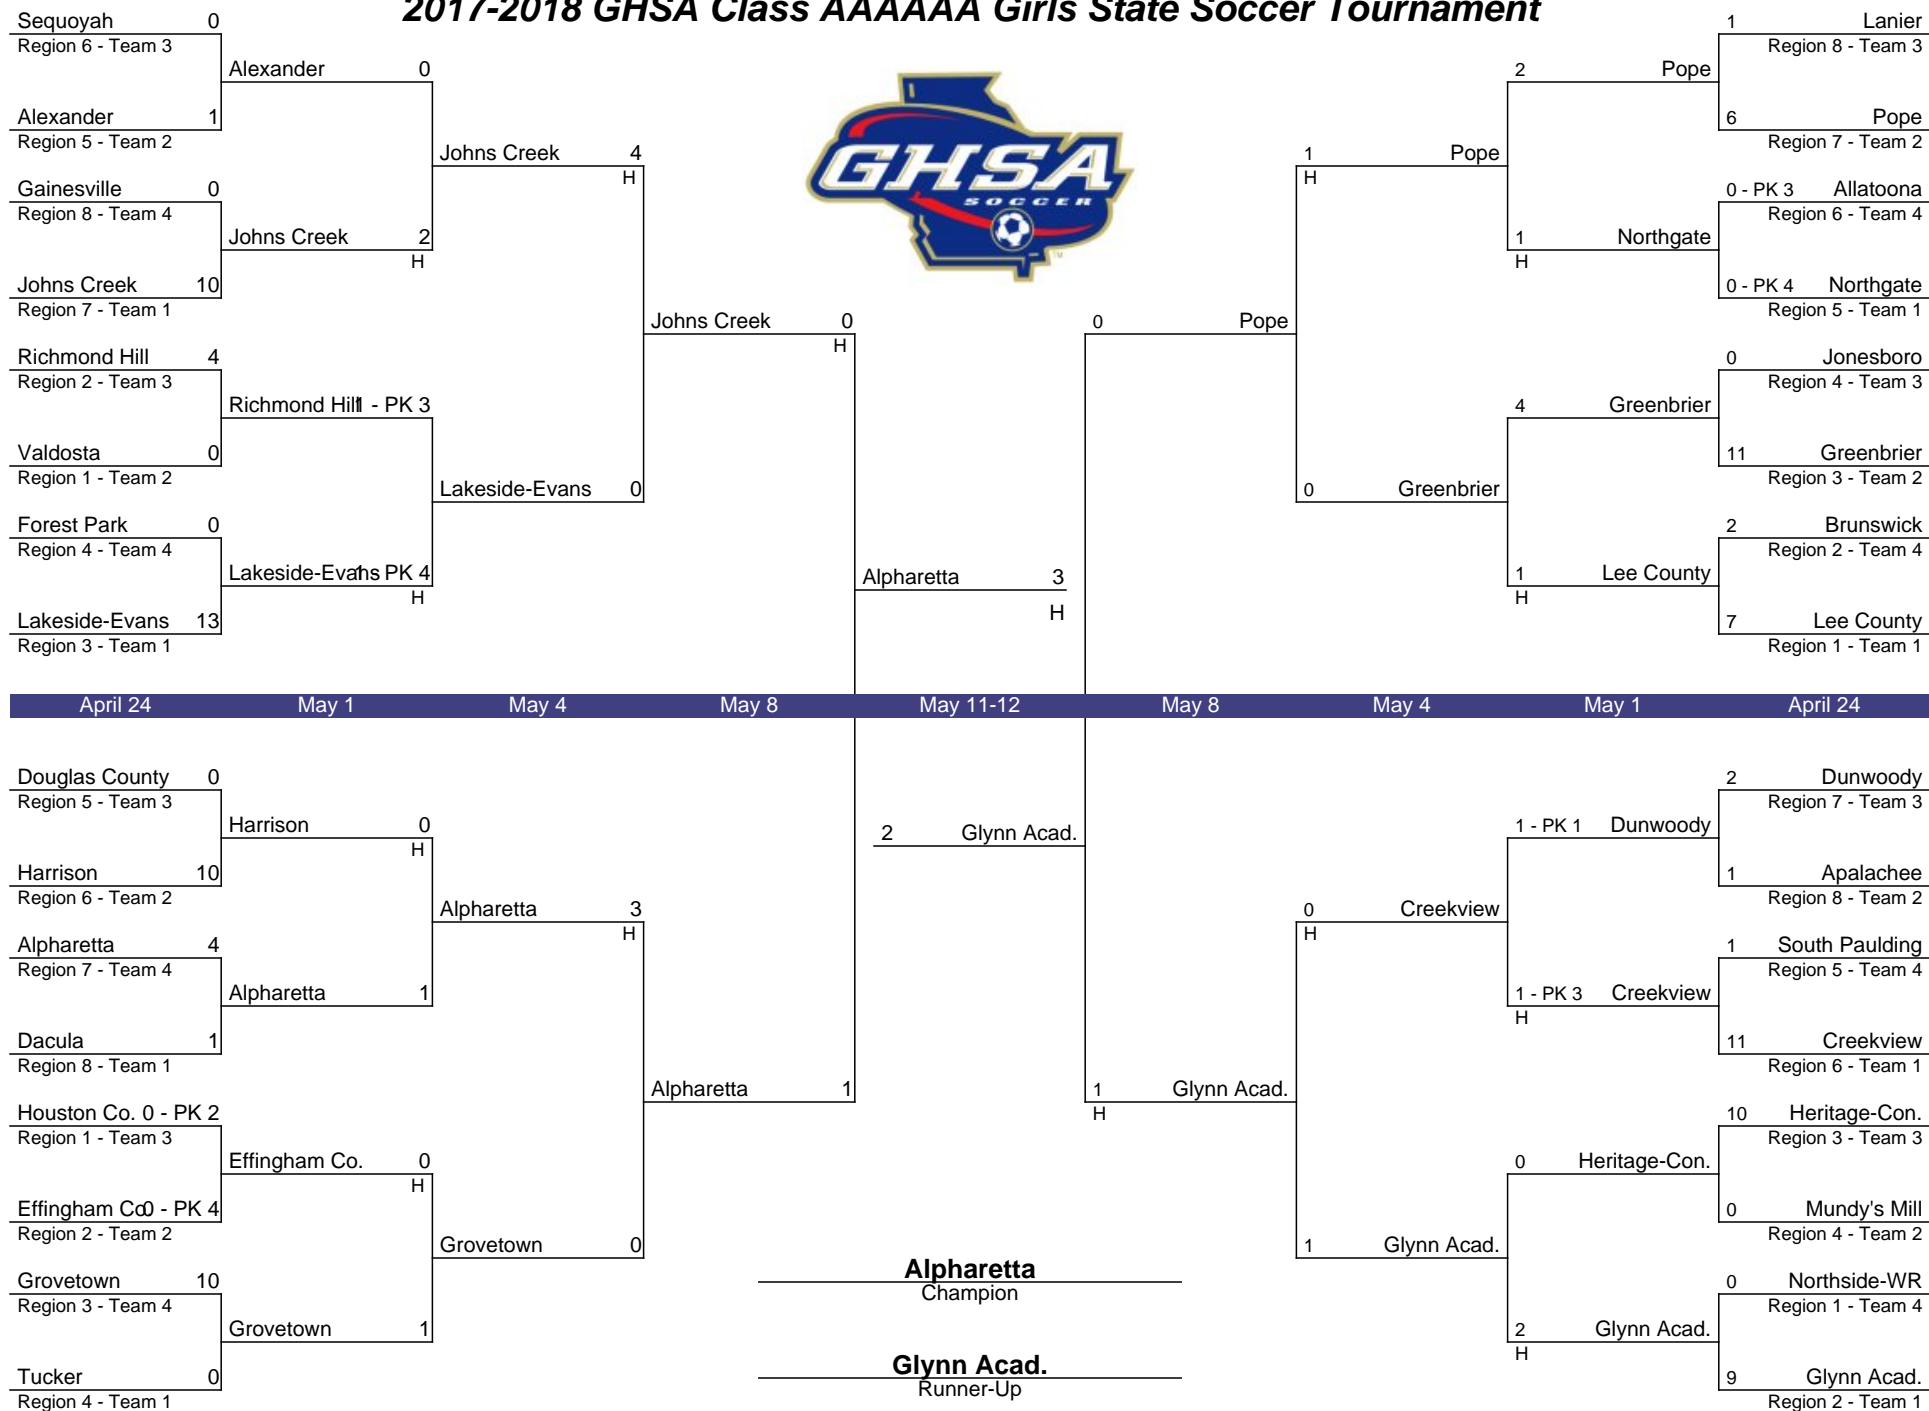 2017-2018 GHSA Class AAAAAA Girls State Soccer Tournament
Sequoyah 0
Region 6 - Team 3
Alexander 0
Alexander 1
Region 5 - Team 2
Johns Creek 4
H
Gainesville 0
Region 8 - Team 4
Johns Creek 2
H
Johns Creek 10
Region 7 - Team 1
Johns Creek 0
H
Richmond Hill 4
Region 2 - Team 3
Richmond Hill 1 - PK 3
Valdosta 0
Region 1 - Team 2
Lakeside-Evans 0
Forest Park 0
Region 4 - Team 4
Lakeside-Evans 1 - PK 4
H
Lakeside-Evans 13
Region 3 - Team 1
GHSA
SOCCER
TM
Alpharetta 3
H
1 Lanier
Region 8 - Team 3
2 Pope
6 Pope
Region 7 - Team 2
1 Pope
H
0 - PK 3 Allatoona
Region 6 - Team 4
1 Northgate
H
0 - PK 4 Northgate
Region 5 - Team 1
0 Pope
0 Jonesboro
Region 4 - Team 3
4 Greenbrier
11 Greenbrier
Region 3 - Team 2
0 Greenbrier
2 Brunswick
Region 2 - Team 4
1 Lee County
H
7 Lee County
Region 1 - Team 1
April 24 May 1 May 4 May 8 May 11-12 May 8 May 4 May 1 April 24
Douglas County 0
Region 5 - Team 3
Harrison 0
H
Harrison 10
Region 6 - Team 2
Alpharetta 3
H
Alpharetta 4
Region 7 - Team 4
Alpharetta 1
Dacula 1
Region 8 - Team 1
Alpharetta 1
Houston Co. 0 - PK 2
Region 1 - Team 3
Effingham Co. 0
H
Effingham Co. 0 - PK 4
Region 2 - Team 2
Grovetown 0
Grovetown 10
Region 3 - Team 4
Grovetown 1
Tucker 0
Region 4 - Team 1
2 Glynn Acad.
2 Dunwoody
Region 7 - Team 3
1 - PK 1 Dunwoody
1 Apalachee
Region 8 - Team 2
0 Creekview
H
1 South Paulding
Region 5 - Team 4
1 - PK 3 Creekview
H
11 Creekview
Region 6 - Team 1
1 Glynn Acad.
H
10 Heritage-Con.
Region 3 - Team 3
0 Heritage-Con.
0 Mundy's Mill
Region 4 - Team 2
1 Glynn Acad.
0 Northside-WR
Region 1 - Team 4
2 Glynn Acad.
H
9 Glynn Acad.
Region 2 - Team 1
Alpharetta
Champion
Glynn Acad.
Runner-Up